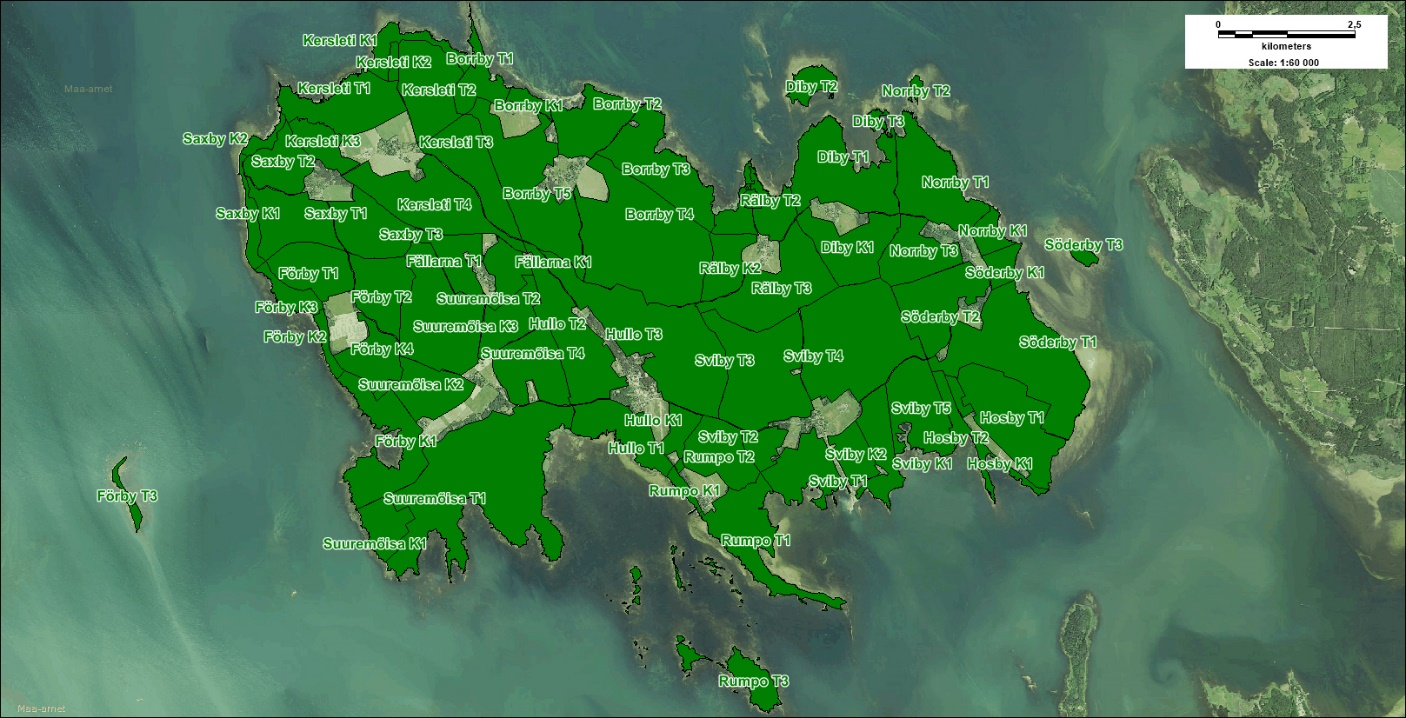 0 2,5
kilometers
Scale: 1:60 000
Maa-amet
Kersleti K1
Kersleti K2
Borrby T1
Kersleti T1
Kersleti T2
Borrby K1
Borrby T2
Diby T2
Norrby T2
Diby T3
Saxby K2
Kersleti K3
Kersleti T3
Saxby T2
Diby T1
Borrby T3
Norrby T1
Borrby T5
Rälby T2
Kersleti T4
Saxby K1
Saxby T1
Borrby T4
Saxby T3
Norrby K1
Söderby T3
Diby K1
Norrby T3
Fällarna T1
Fällarna K1
Rälby K2
Förby T1
Söderby K1
Rälby T3
Förby T2
Suuremõisa T2
Förby K3
Söderby T2
Suuremõisa K3
Hullo T2
Hullo T3
Förby K2
Söderby T1
Förby K4
Suuremõisa T4
Sviby T3
Sviby T4
Suuremõisa K2
Sviby T5
Hosby T1
Hullo K1
Förby K1
Sviby T2
Hosby T2
Hullo T1
Rumpo T2
Sviby K2
Sviby K1
Hosby K1
Sviby T1
Rumpo K1
Förby T3
Suuremõisa T1
Rumpo T1
Suuremõisa K1
Rumpo T3
Maa-amet